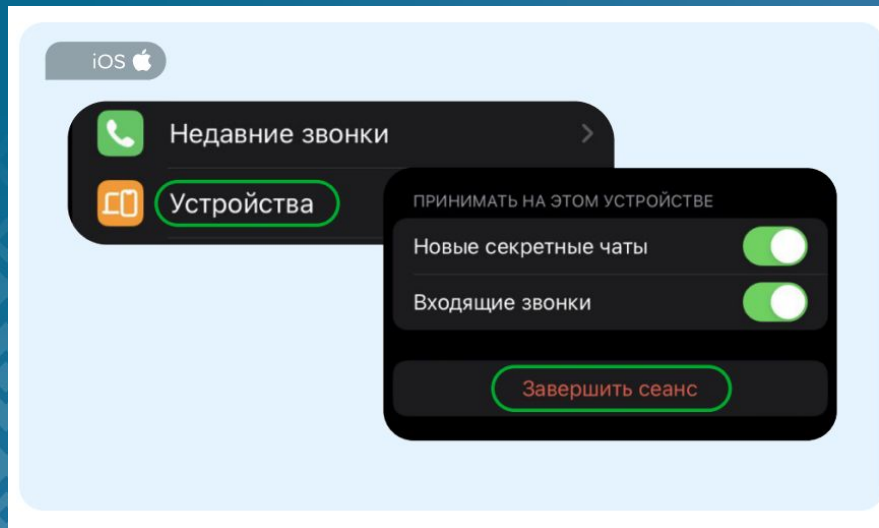 iOS
Недавние звонки
Устройства
ПРИНИМАТЬ НА ЭТОМ УСТРОЙСТВЕ
Новые секретные чаты
Входящие звонки
Завершить сеанс